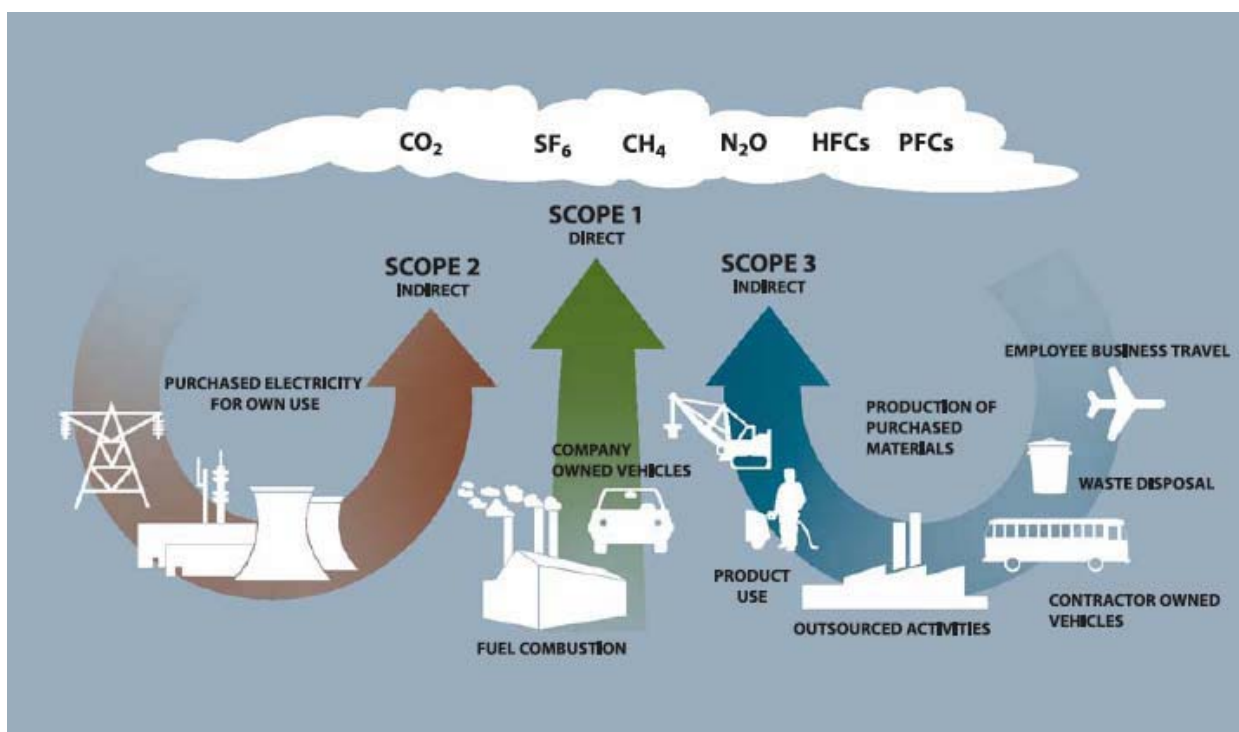 CO₂ SF₆ CH₄ N₂O HFCs PFCs
SCOPE 1
DIRECT
SCOPE 2
INDIRECT
SCOPE 3
INDIRECT
PURCHASED ELECTRICITY
FOR OWN USE
COMPANY
OWNED VEHICLES
FUEL COMBUSTION
EMPLOYEE BUSINESS TRAVEL
PRODUCTION OF
PURCHASED
MATERIALS
WASTE DISPOSAL
PRODUCT
USE
OUTSOURCED ACTIVITIES
CONTRACTOR OWNED
VEHICLES